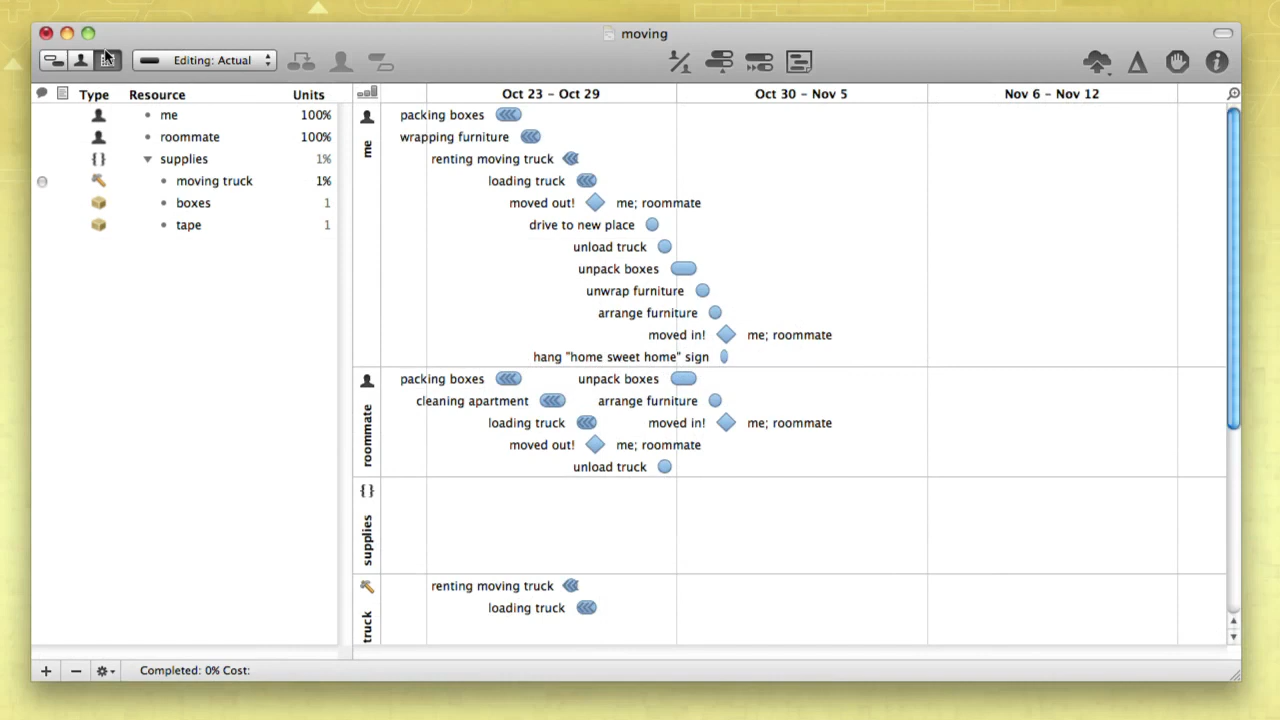 moving
Editing: Actual
Type Resource Units
me 100%
roommate 100%
supplies 1%
moving truck 1%
boxes 1
tape 1
Oct 23 – Oct 29 Oct 30 – Nov 5 Nov 6 – Nov 12
me
packing boxes
wrapping furniture
renting moving truck
loading truck
moved out! me; roommate
drive to new place
unload truck
unpack boxes
unwrap furniture
arrange furniture
moved in! me; roommate
hang "home sweet home" sign
roommate
packing boxes unpack boxes
cleaning apartment arrange furniture
loading truck moved in! me; roommate
moved out! me; roommate
unload truck
supplies
truck
renting moving truck
loading truck
Completed: 0% Cost: